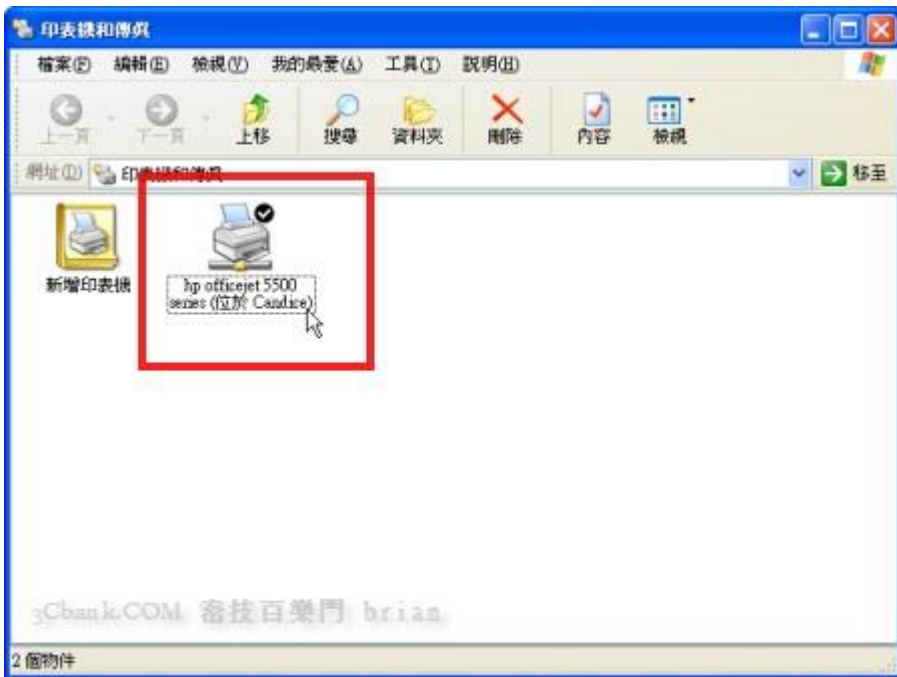 印表機和傳真
檔案(F) 編輯(E) 檢視(V) 我的最愛(A) 工具(T) 說明(H)
上一頁 下一頁 上移 搜尋 資料夾 刪除 內容 檢視
網址(D) 印表機和傳真 移至
新增印表機
hp officejet 5500
series (位於 Candice)
3Cbank.COM 密技百樂門 brian
2 個物件